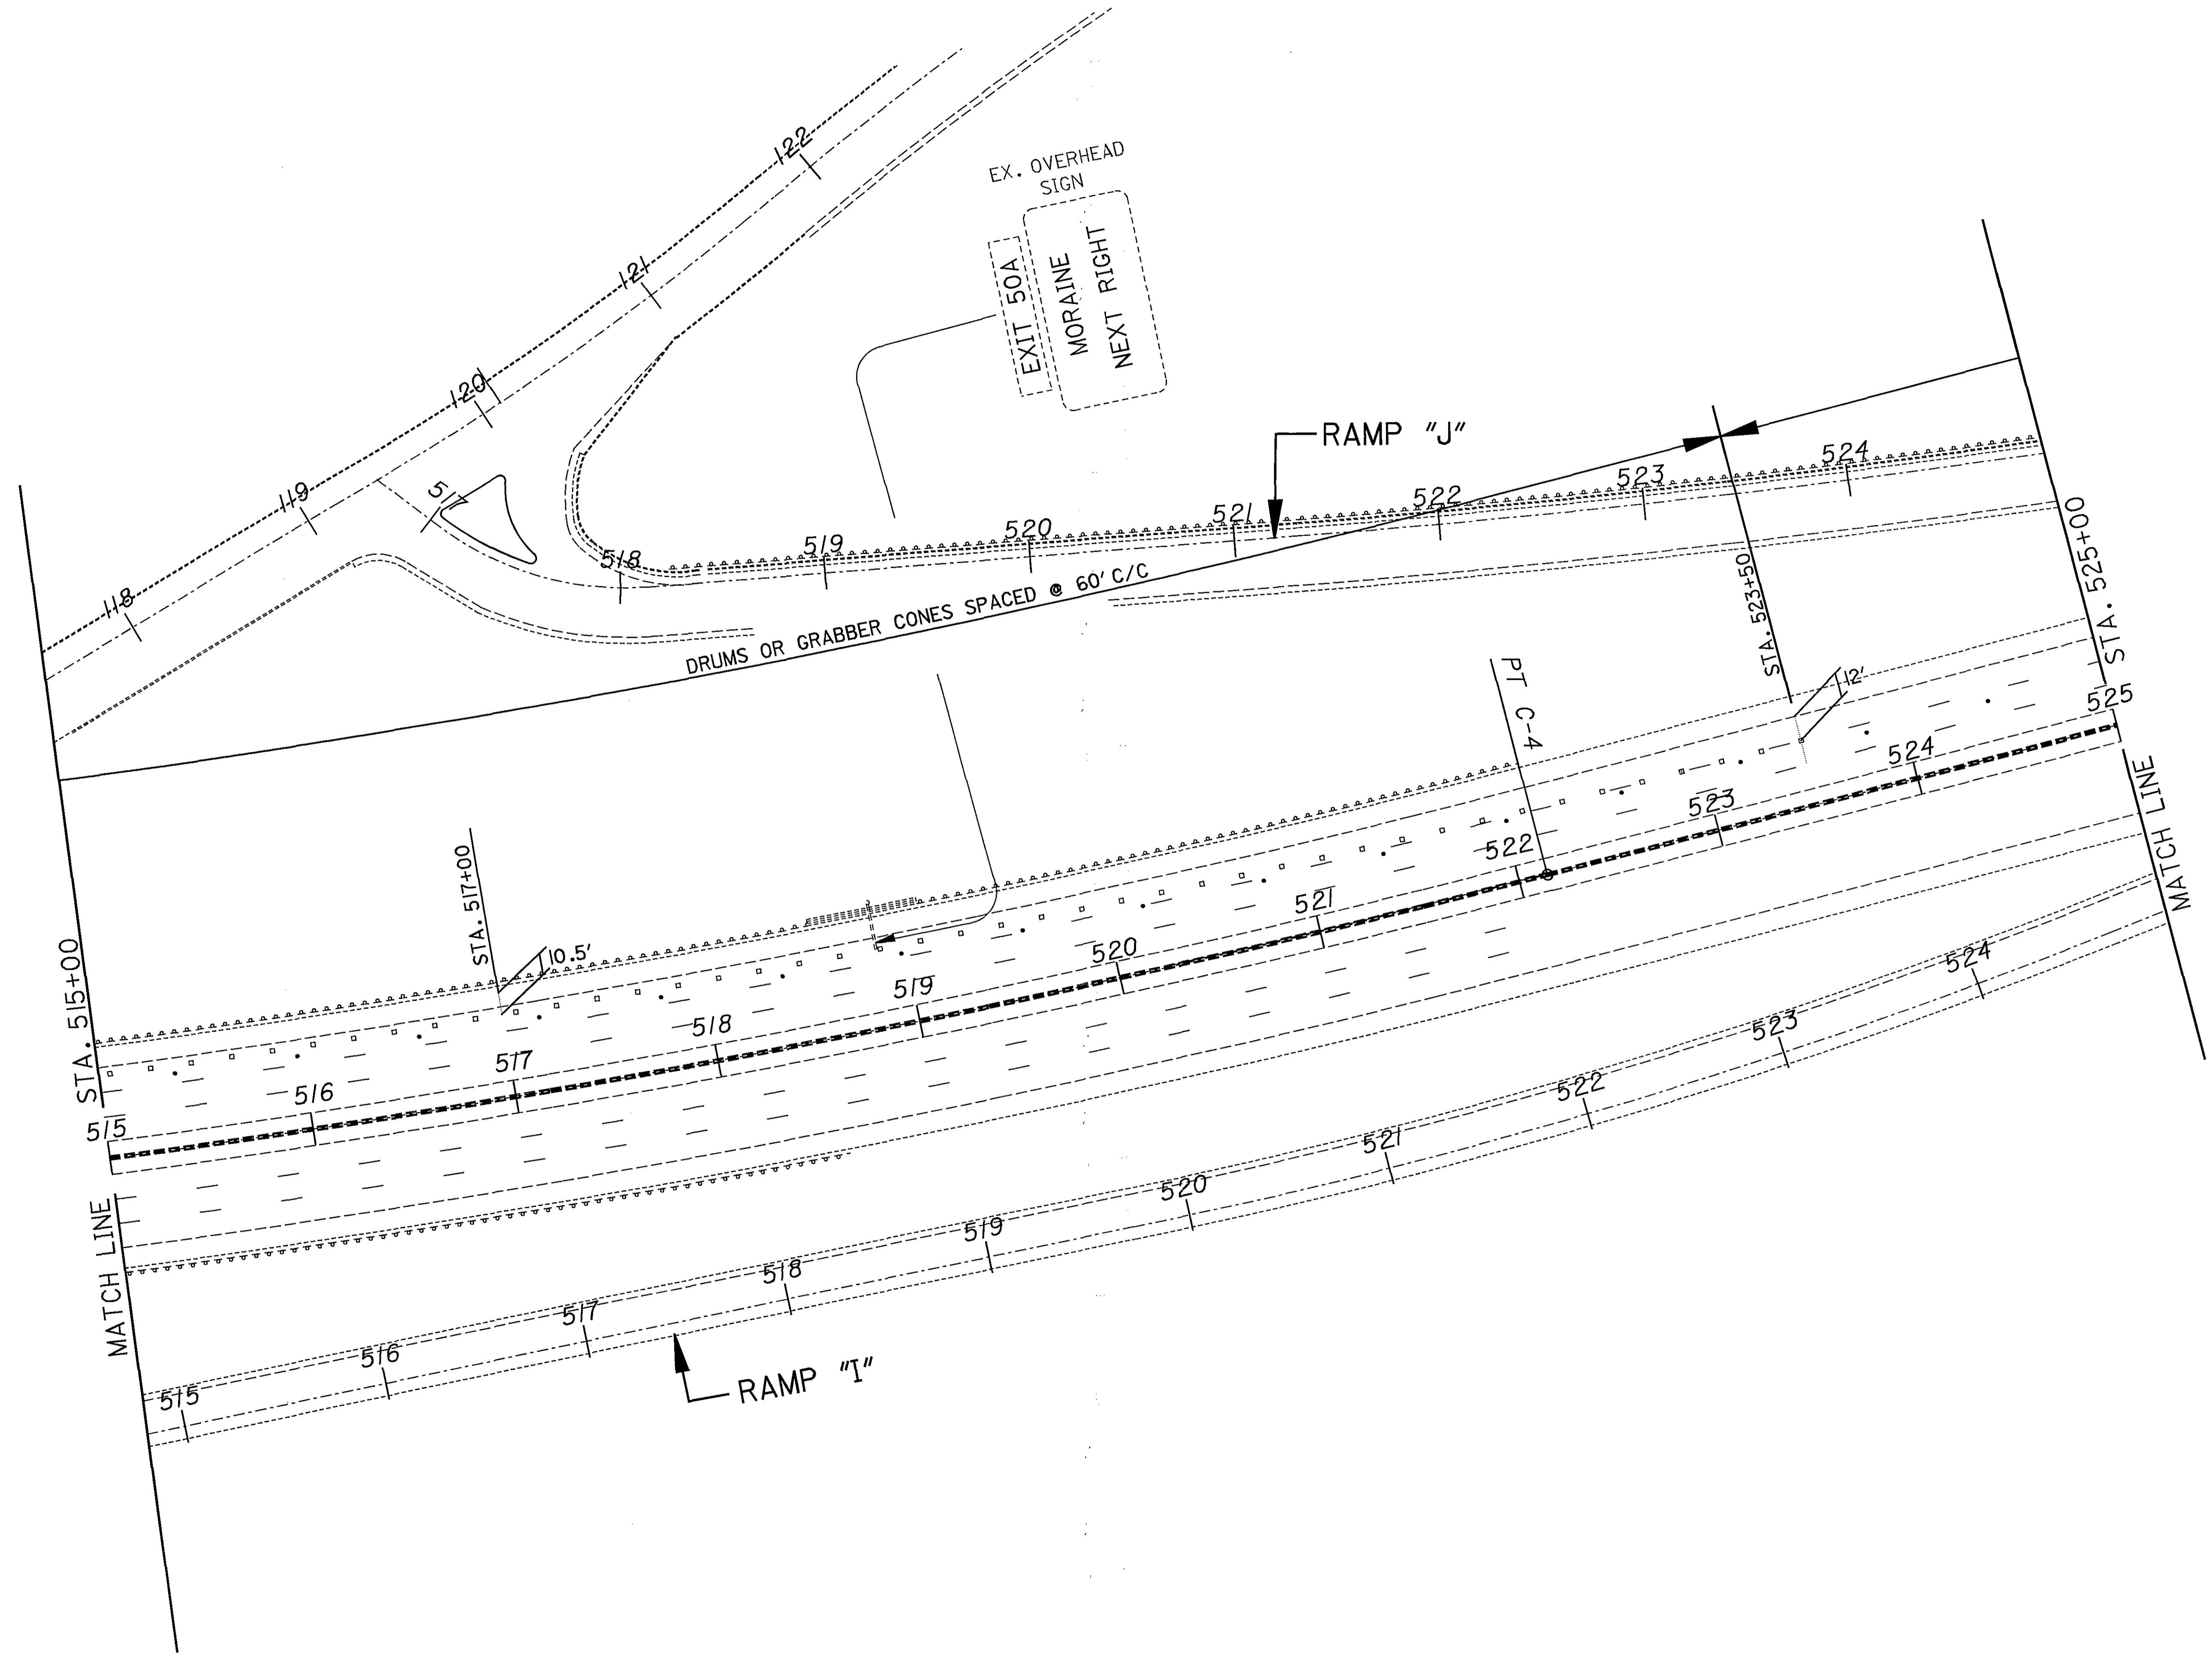 122
121
120
119
118
EX. OVERHEAD
SIGN
EXIT 50A
MORAINE
NEXT RIGHT
RAMP "J"
517
518
519
520
521
522
523
524
DRUMS OR GRABBER CONES SPACED @ 60' C/C
STA. 523+50
STA. 525+00
MATCH LINE
PT C-4
12'
STA. 517+00
10.5'
STA. 515+00
MATCH LINE
515
516
517
518
519
520
521
522
523
524
525
515
516
517
518
519
520
521
522
523
524
RAMP "I"